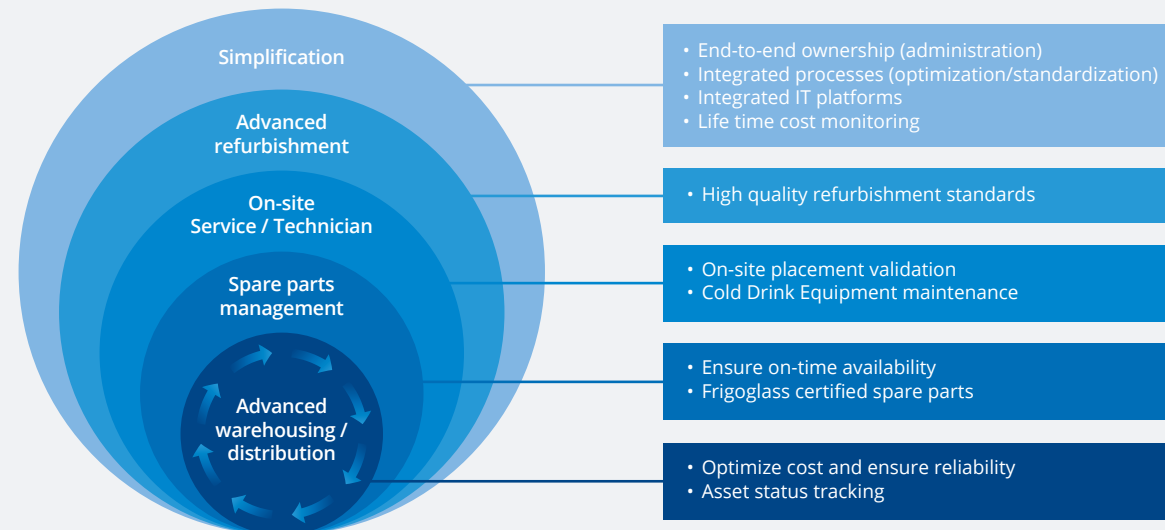 Simplification
Advanced
refurbishment
On-site
Service / Technician
Spare parts
management
Advanced
warehousing /
distribution
• End-to-end ownership (administration)
• Integrated processes (optimization/standardization)
• Integrated IT platforms
• Life time cost monitoring
• High quality refurbishment standards
• On-site placement validation
• Cold Drink Equipment maintenance
• Ensure on-time availability
• Frigoglass certified spare parts
• Optimize cost and ensure reliability
• Asset status tracking